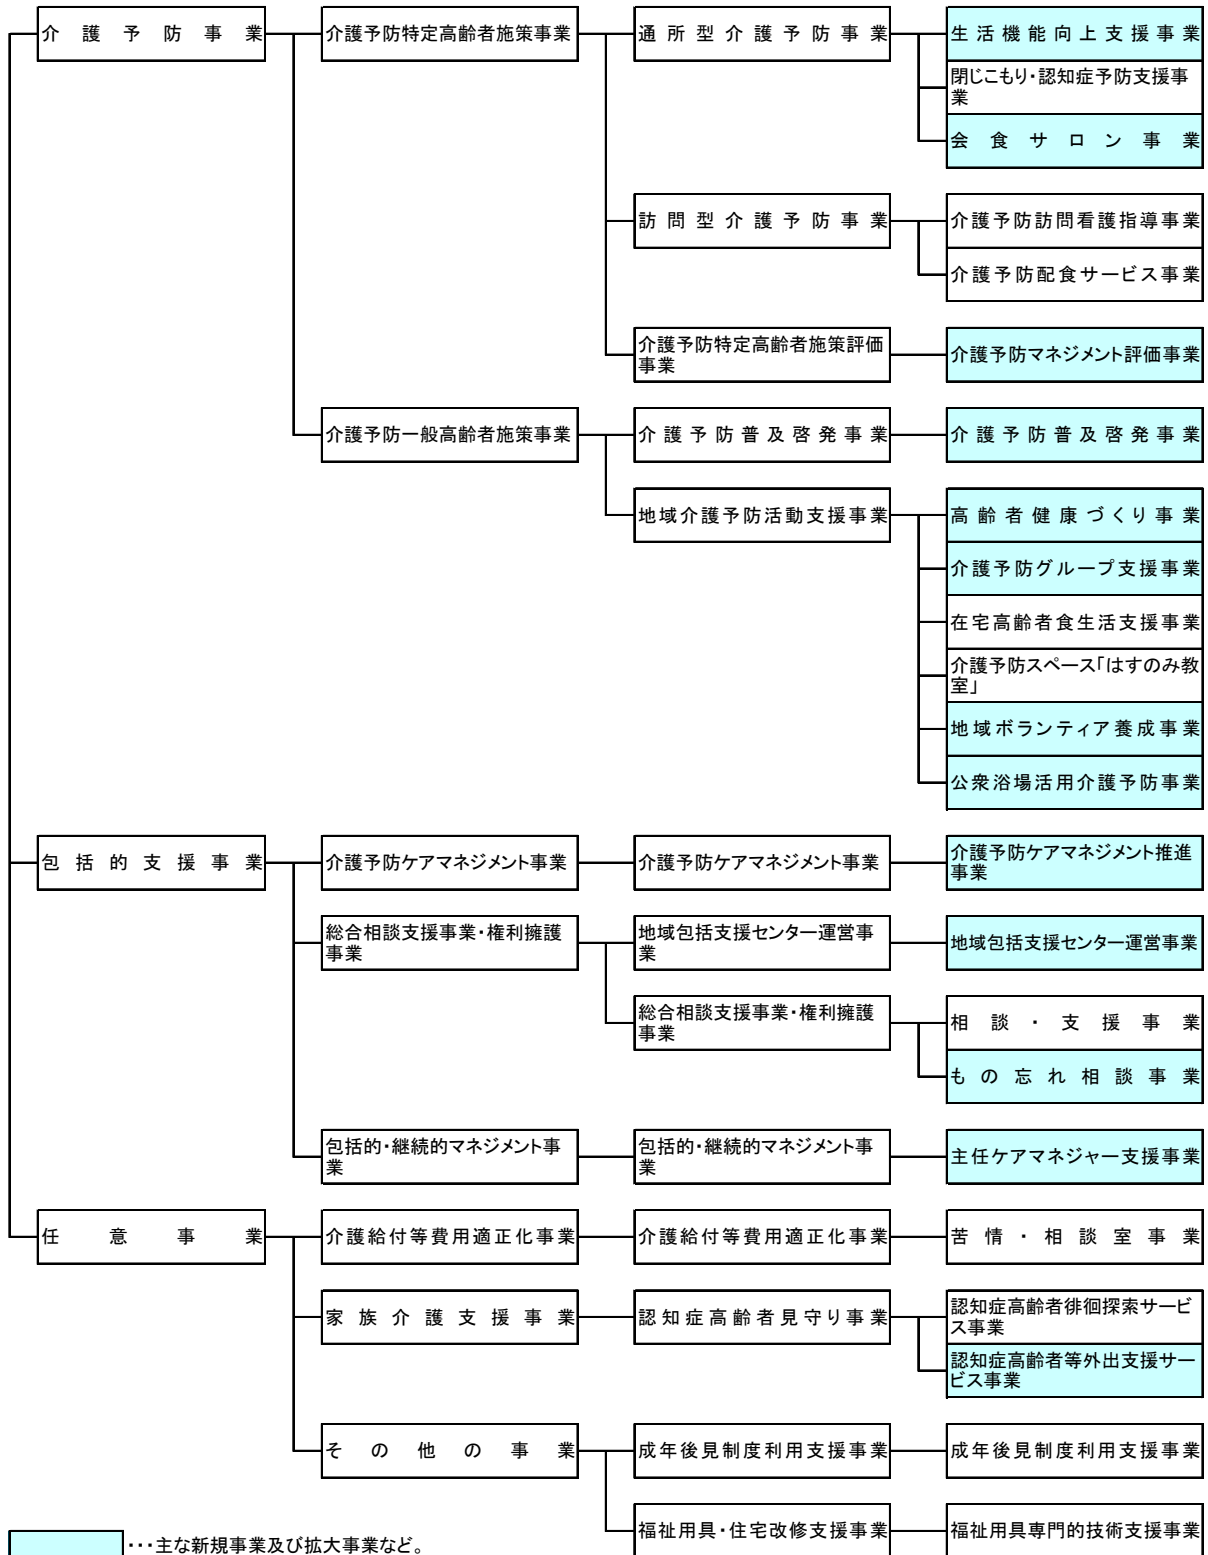 介護予防事業
介護予防特定高齢者施策事業
通所型介護予防事業
生活機能向上支援事業
閉じこもり・認知症予防支援事
業
会食サロン事業
訪問型介護予防事業
介護予防訪問看護指導事業
介護予防配食サービス事業
介護予防特定高齢者施策評価
事業
介護予防マネジメント評価事業
介護予防一般高齢者施策事業
介護予防普及啓発事業
介護予防普及啓発事業
地域介護予防活動支援事業
高齢者健康づくり事業
介護予防グループ支援事業
在宅高齢者食生活支援事業
介護予防スペース「はすのみ教
室」
地域ボランティア養成事業
公衆浴場活用介護予防事業
包括的支援事業
介護予防ケアマネジメント事業
介護予防ケアマネジメント事業
介護予防ケアマネジメント推進
事業
総合相談支援事業・権利擁護
事業
地域包括支援センター運営事
業
地域包括支援センター運営事業
総合相談支援事業・権利擁護
事業
相談・支援事業
もの忘れ相談事業
包括的・継続的マネジメント事
業
包括的・継続的マネジメント事
業
主任ケアマネジャー支援事業
任意事業
介護給付等費用適正化事業
介護給付等費用適正化事業
苦情・相談室事業
家族介護支援事業
認知症高齢者見守り事業
認知症高齢者徘徊探索サービ
ス事業
認知症高齢者等外出支援サー
ビス事業
その他の事業
成年後見制度利用支援事業
成年後見制度利用支援事業
福祉用具・住宅改修支援事業
福祉用具専門的技術支援事業
・・・主な新規事業及び拡大事業など。